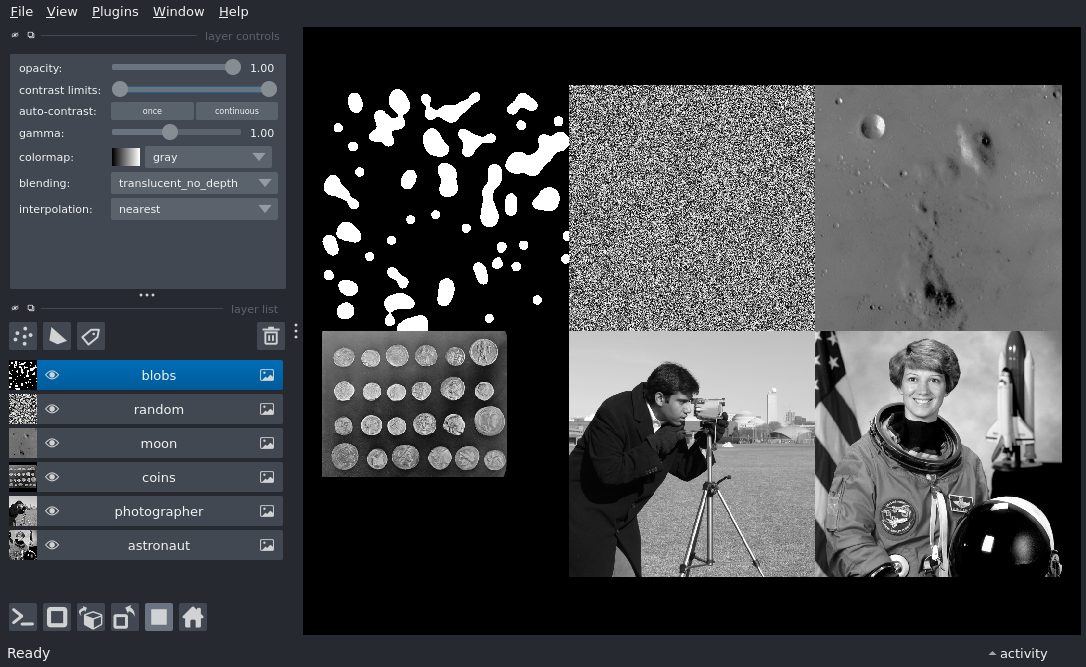 File View Plugins Window Help
layer controls
opacity: 1.00
contrast limits:
auto-contrast: once continuous
gamma: 1.00
colormap: gray
blending: translucent_no_depth
interpolation: nearest
layer list
blobs
random
moon
coins
photographer
astronaut
Ready
activity